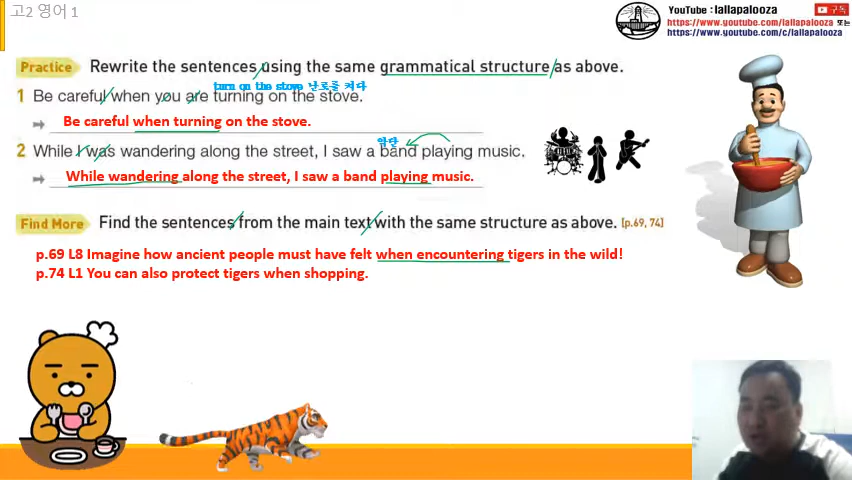 고2 영어 1
YouTube : lallapalooza
구독
https://www.youtube.com/lallapalooza 또는
https://www.youtube.com/c/lallapalooza
Practice Rewrite the sentences using the same grammatical structure as above.
turn on the stove 난로를 켜다
1 Be careful when you are turning on the stove.
Be careful when turning on the stove.
악단
2 While I was wandering along the street, I saw a band playing music.
While wandering along the street, I saw a band playing music.
Find More Find the sentences from the main text with the same structure as above. [p.69, 74]
p.69 L8 Imagine how ancient people must have felt when encountering tigers in the wild!
p.74 L1 You can also protect tigers when shopping.